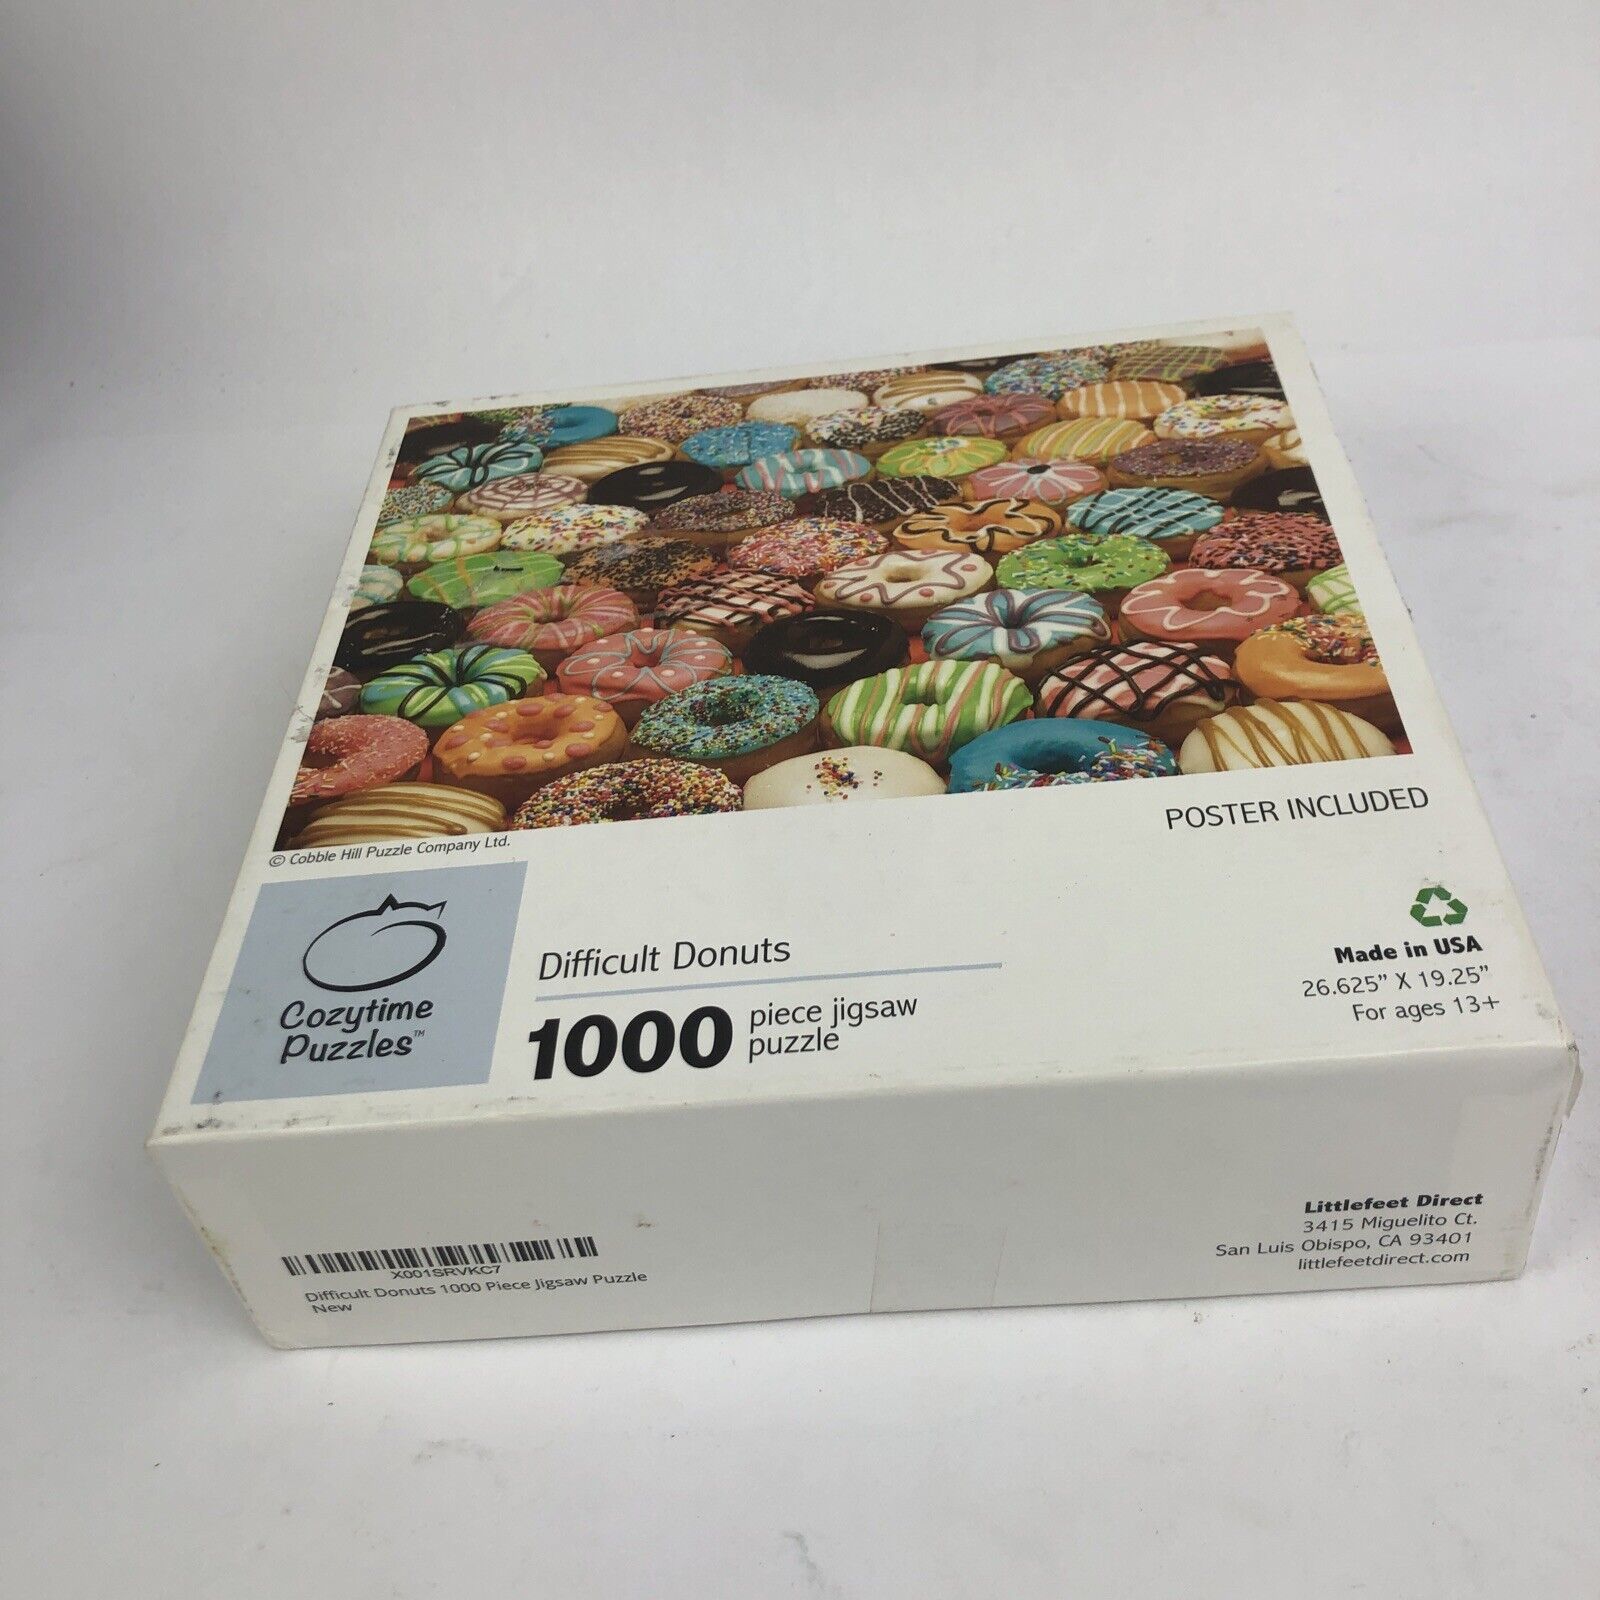 © Cobble Hill Puzzle Company Ltd.
POSTER INCLUDED
Cozytime
Puzzles™
Difficult Donuts
1000 piece jigsaw
puzzle
Made in USA
26.625” X 19.25”
For ages 13+
X001SRVKC7
Difficult Donuts 1000 Piece Jigsaw Puzzle
New
Littlefeet Direct
3415 Miguelito Ct.
San Luis Obispo, CA 93401
littlefeetdirect.com